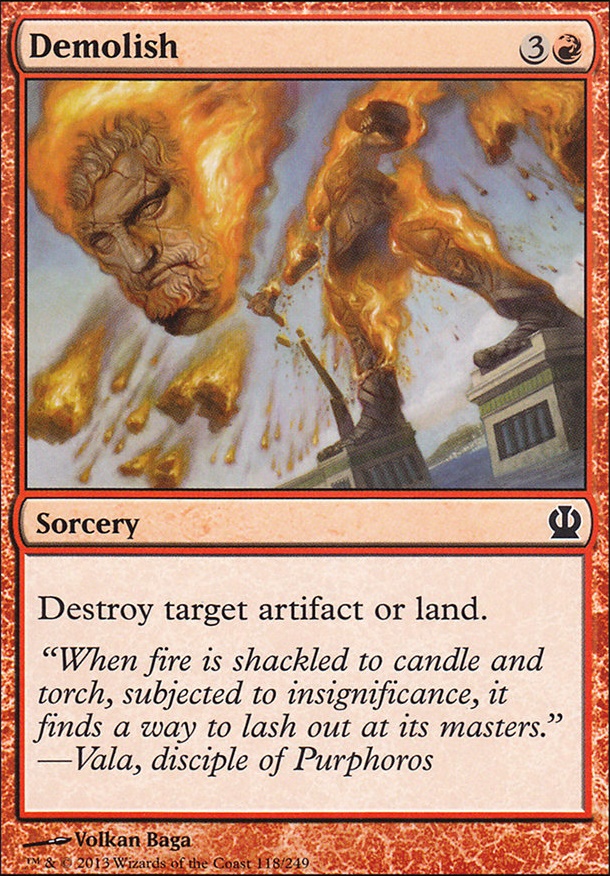 Demolish 3
Sorcery
Destroy target artifact or land.
“When fire is shackled to candle and
torch, subjected to insignificance, it
finds a way to lash out at its masters.”
—Vala, disciple of Purphoros
Volkan Baga
™ & © 2013 Wizards of the Coast 118/249